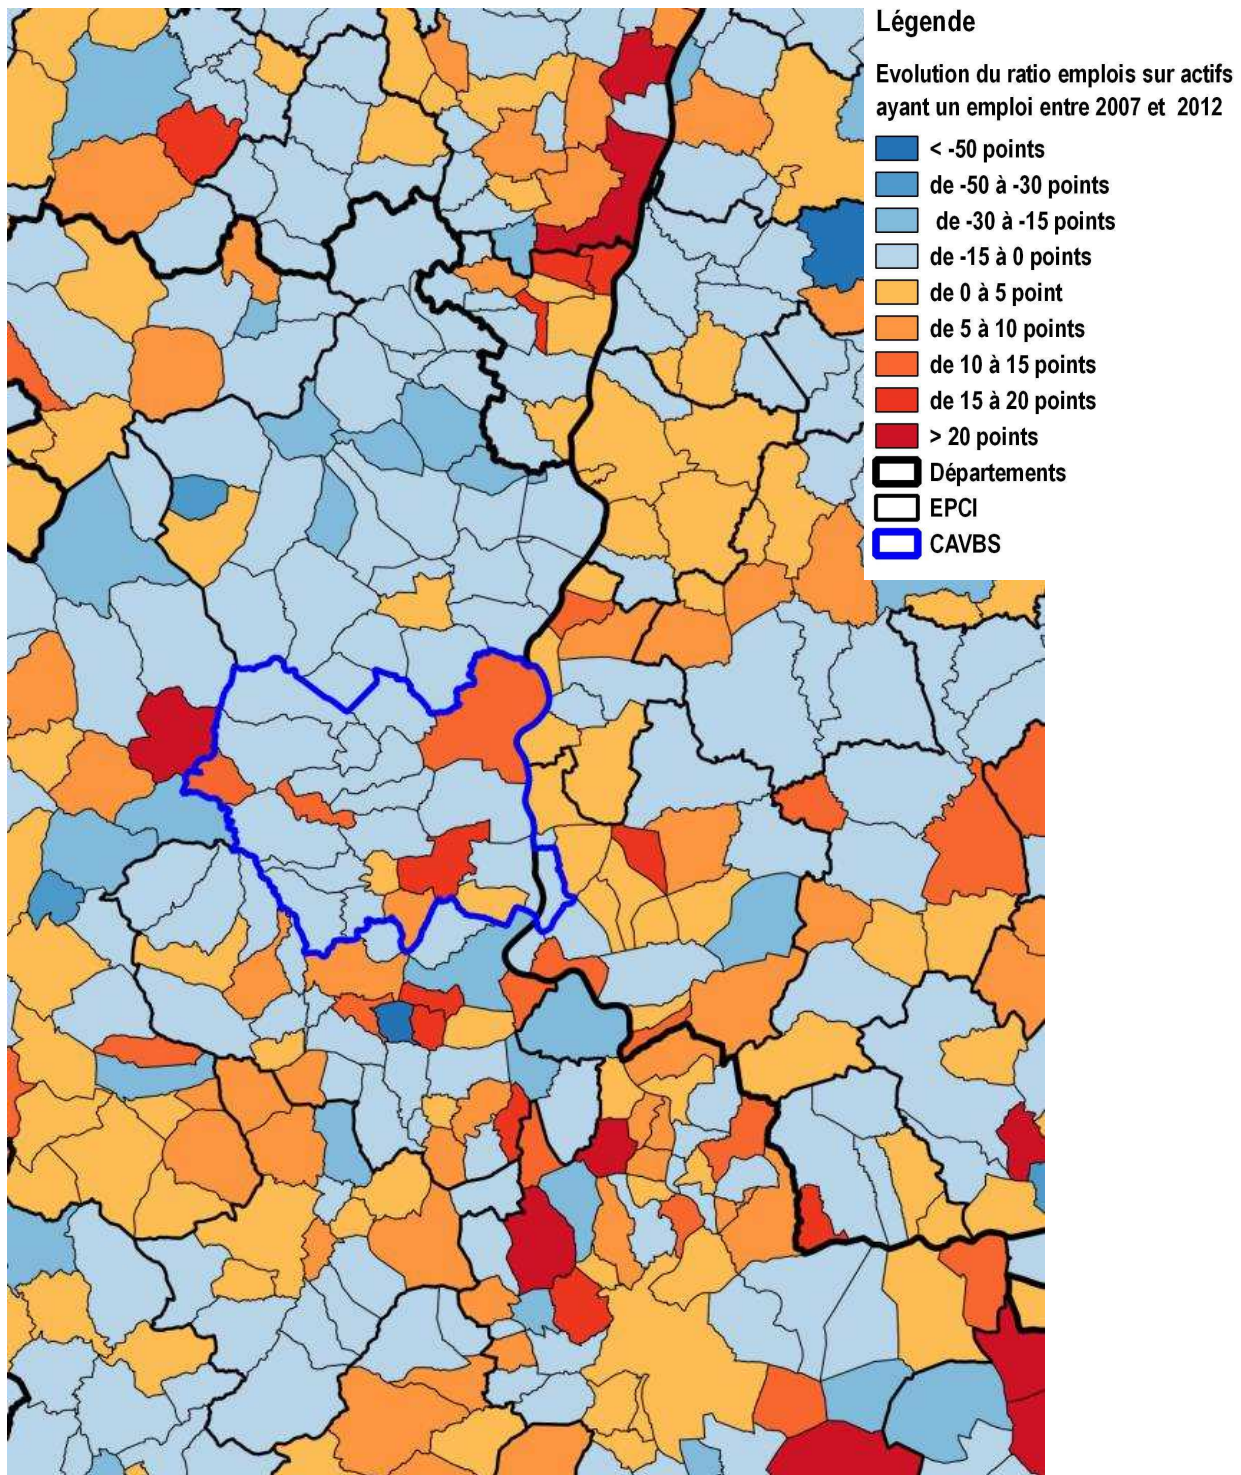 Légende
Evolution du ratio emplois sur actifs
ayant un emploi entre 2007 et 2012
< -50 points
de -50 à -30 points
de -30 à -15 points
de -15 à 0 points
de 0 à 5 point
de 5 à 10 points
de 10 à 15 points
de 15 à 20 points
> 20 points
Départements
EPCI
CAVBS